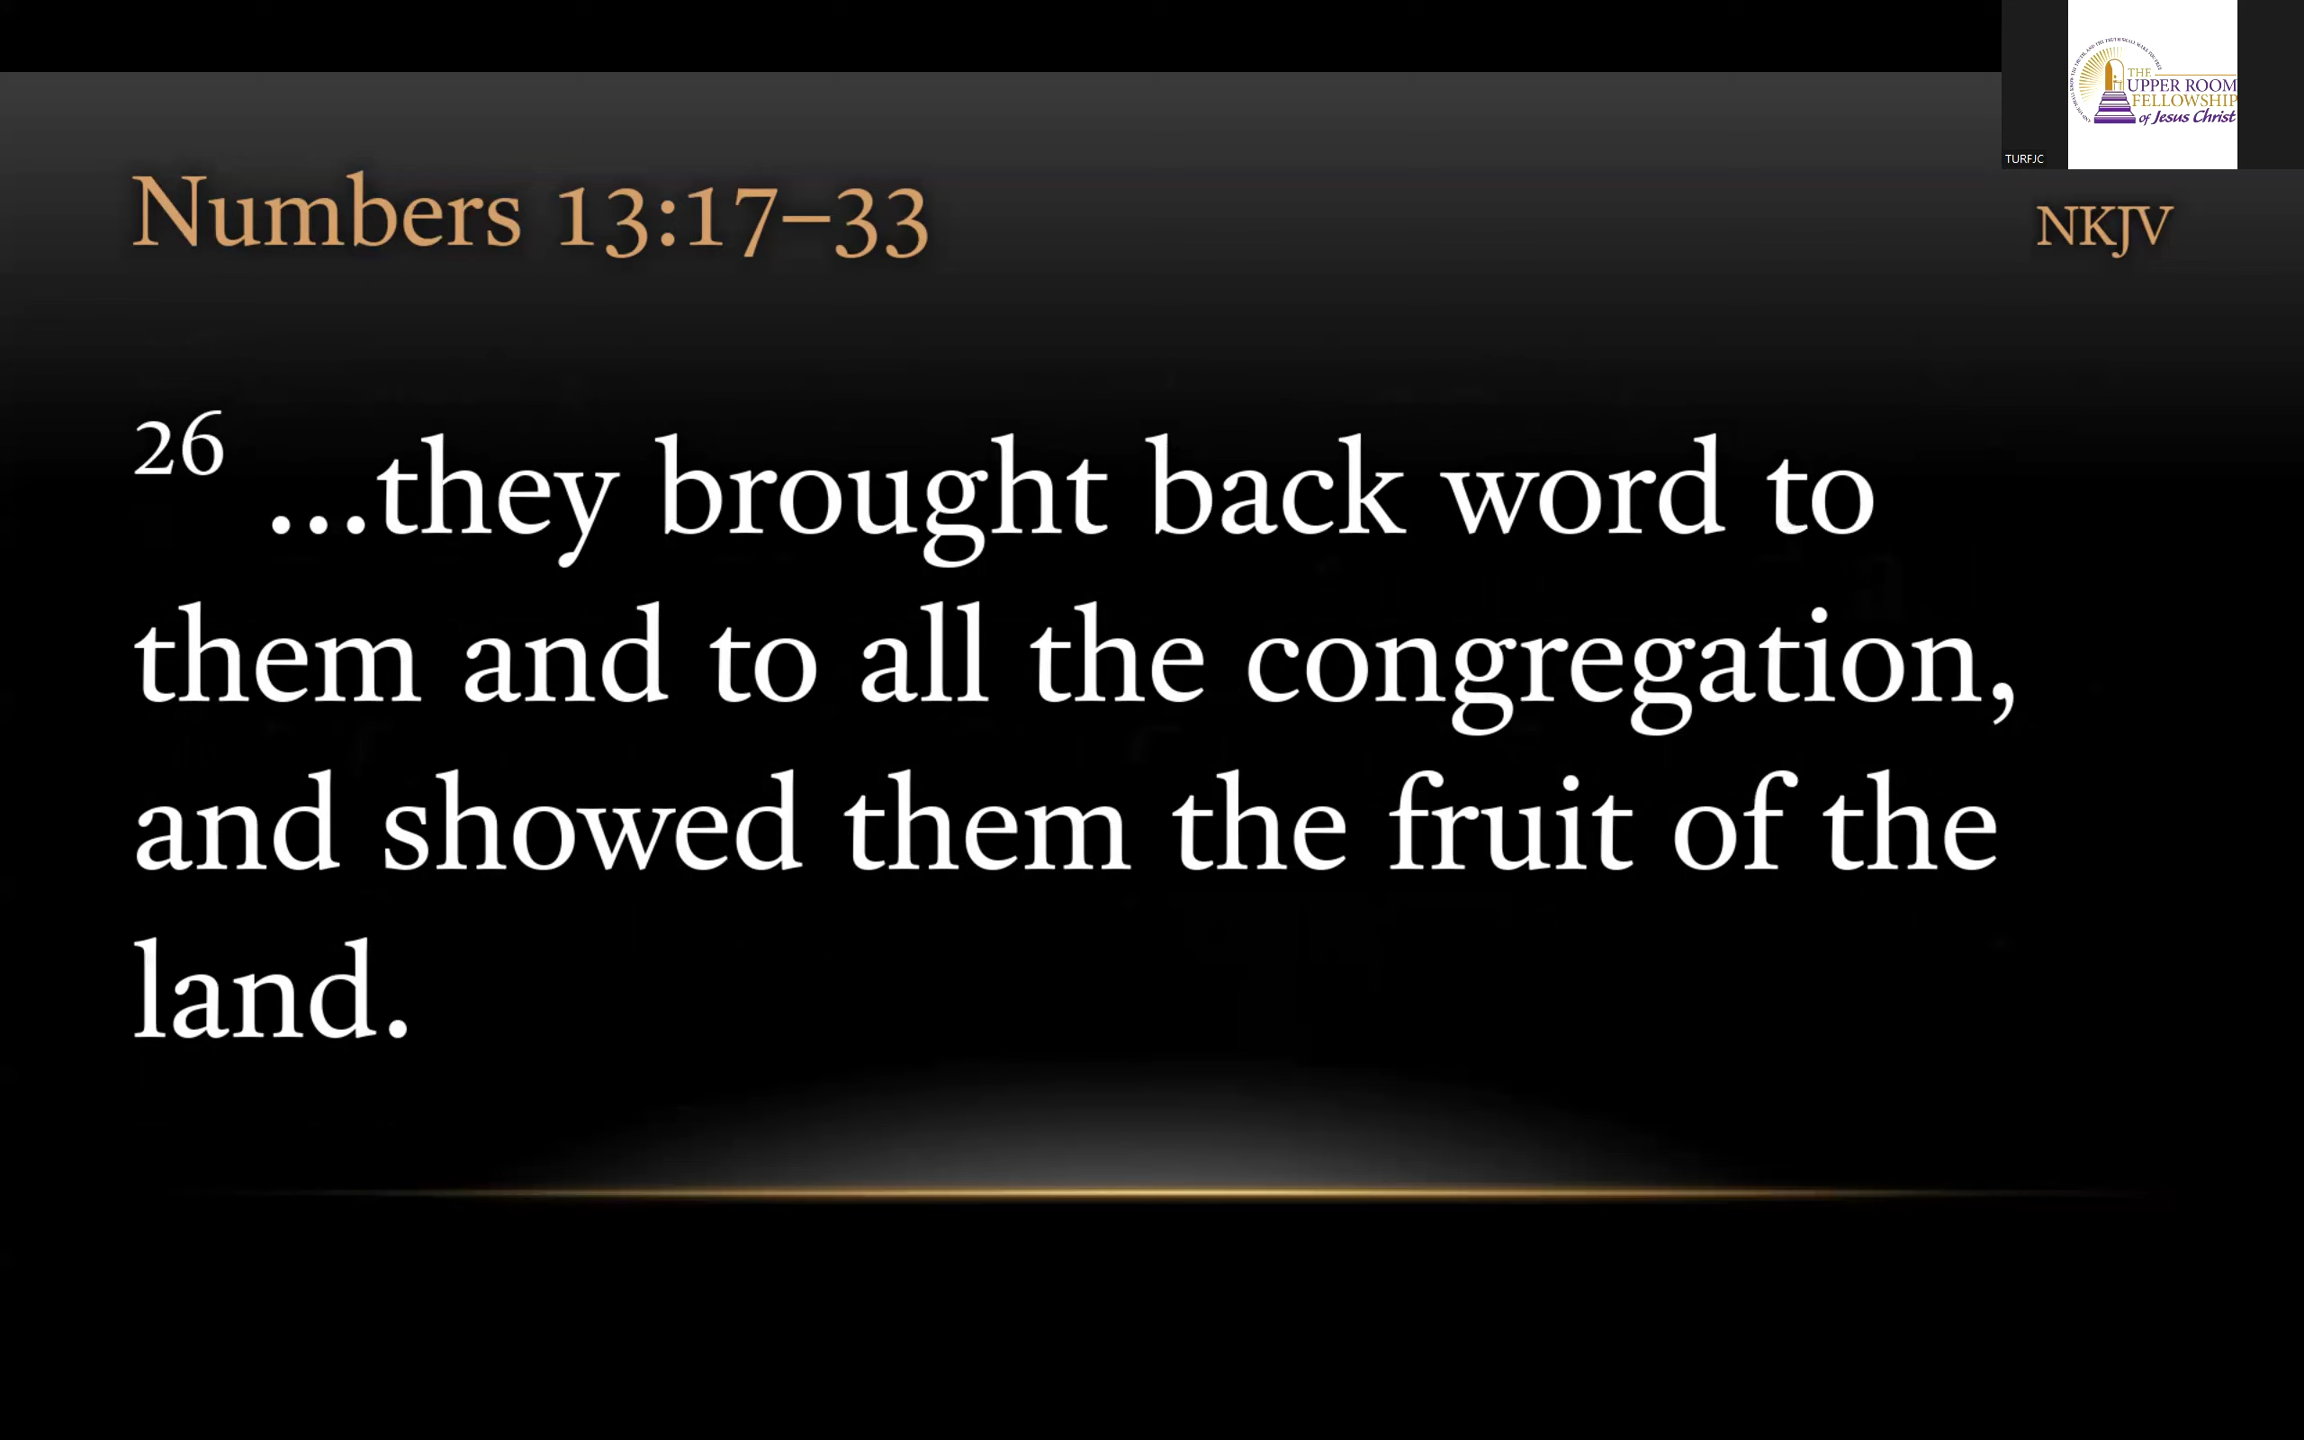 Numbers 13:17–33
NKJV
26 ...they brought back word to
them and to all the congregation,
and showed them the fruit of the
land.
THE
UPPER ROOM
FELLOWSHIP
of Jesus Christ
TURFJC